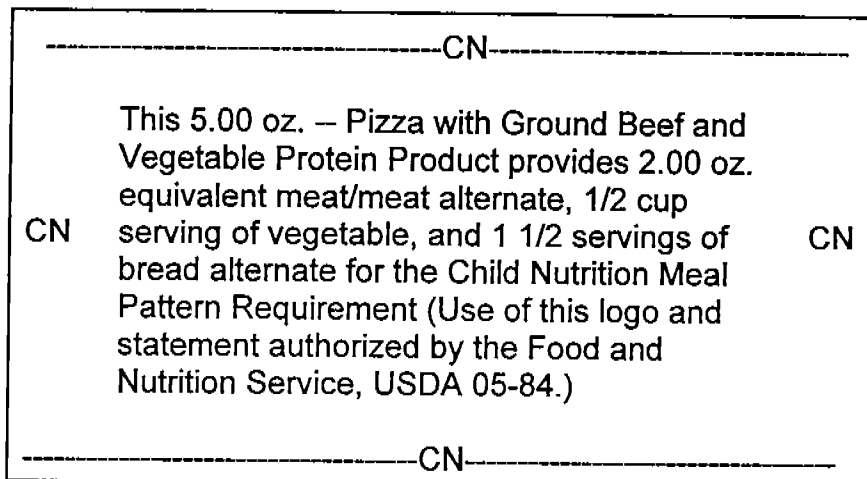 -----------------------------------CN--------------------------------
This 5.00 oz. – Pizza with Ground Beef and
Vegetable Protein Product provides 2.00 oz.
equivalent meat/meat alternate, 1/2 cup
CN serving of vegetable, and 1 1/2 servings of CN
bread alternate for the Child Nutrition Meal
Pattern Requirement (Use of this logo and
statement authorized by the Food and
Nutrition Service, USDA 05-84.)
-----------------------------------CN---------------------------------